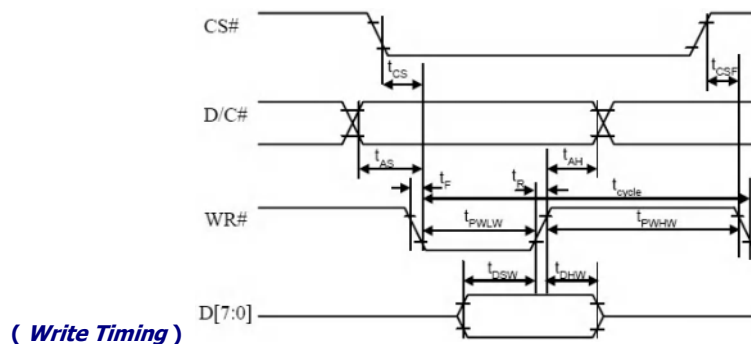 CS#
tCS
tCSF
D/C#
tAS
tAH
tF
tR
tcycle
WR#
tPWLW
tPWHW
tDSW
tDHW
D[7:0]
( Write Timing )